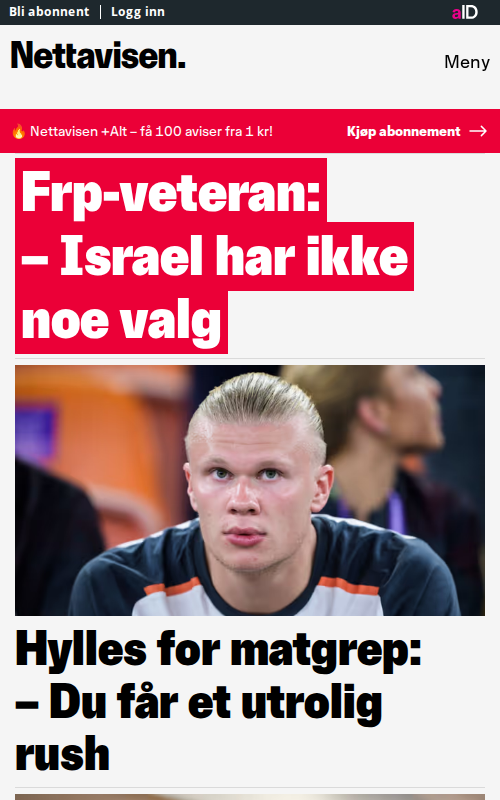 Bli abonnent | Logg inn
aID
Nettavisen.
Meny
🔥 Nettavisen +Alt – få 100 aviser fra 1 kr!
Kjøp abonnement →
Frp-veteran:
– Israel har ikke
noe valg
Hylles for matgrep:
– Du får et utrolig
rush